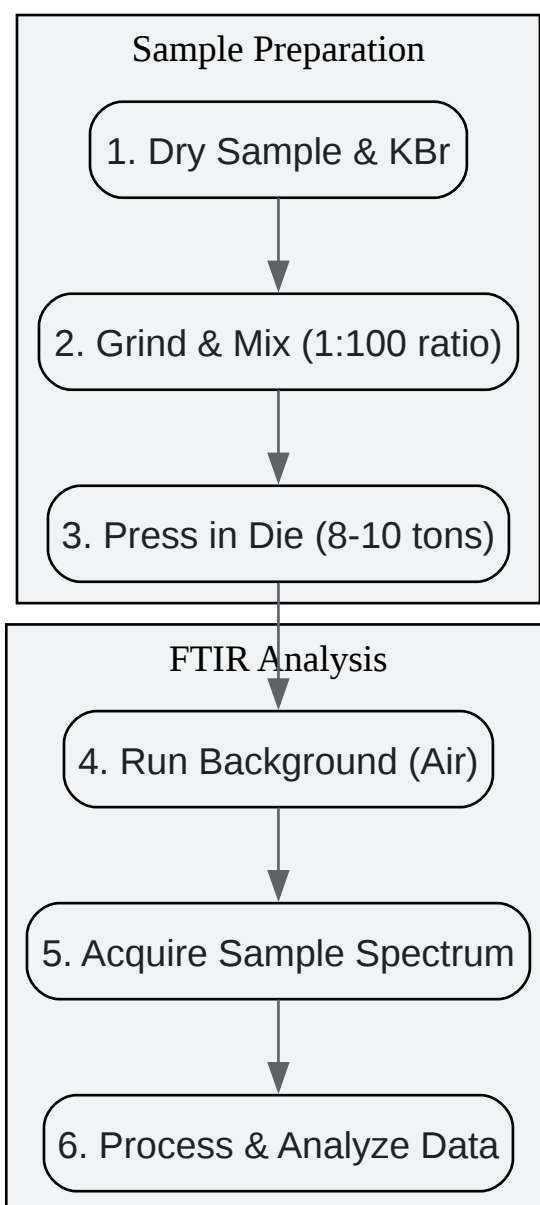 Sample Preparation
1. Dry Sample & KBr
2. Grind & Mix (1:100 ratio)
3. Press in Die (8-10 tons)
FTIR Analysis
4. Run Background (Air)
5. Acquire Sample Spectrum
6. Process & Analyze Data